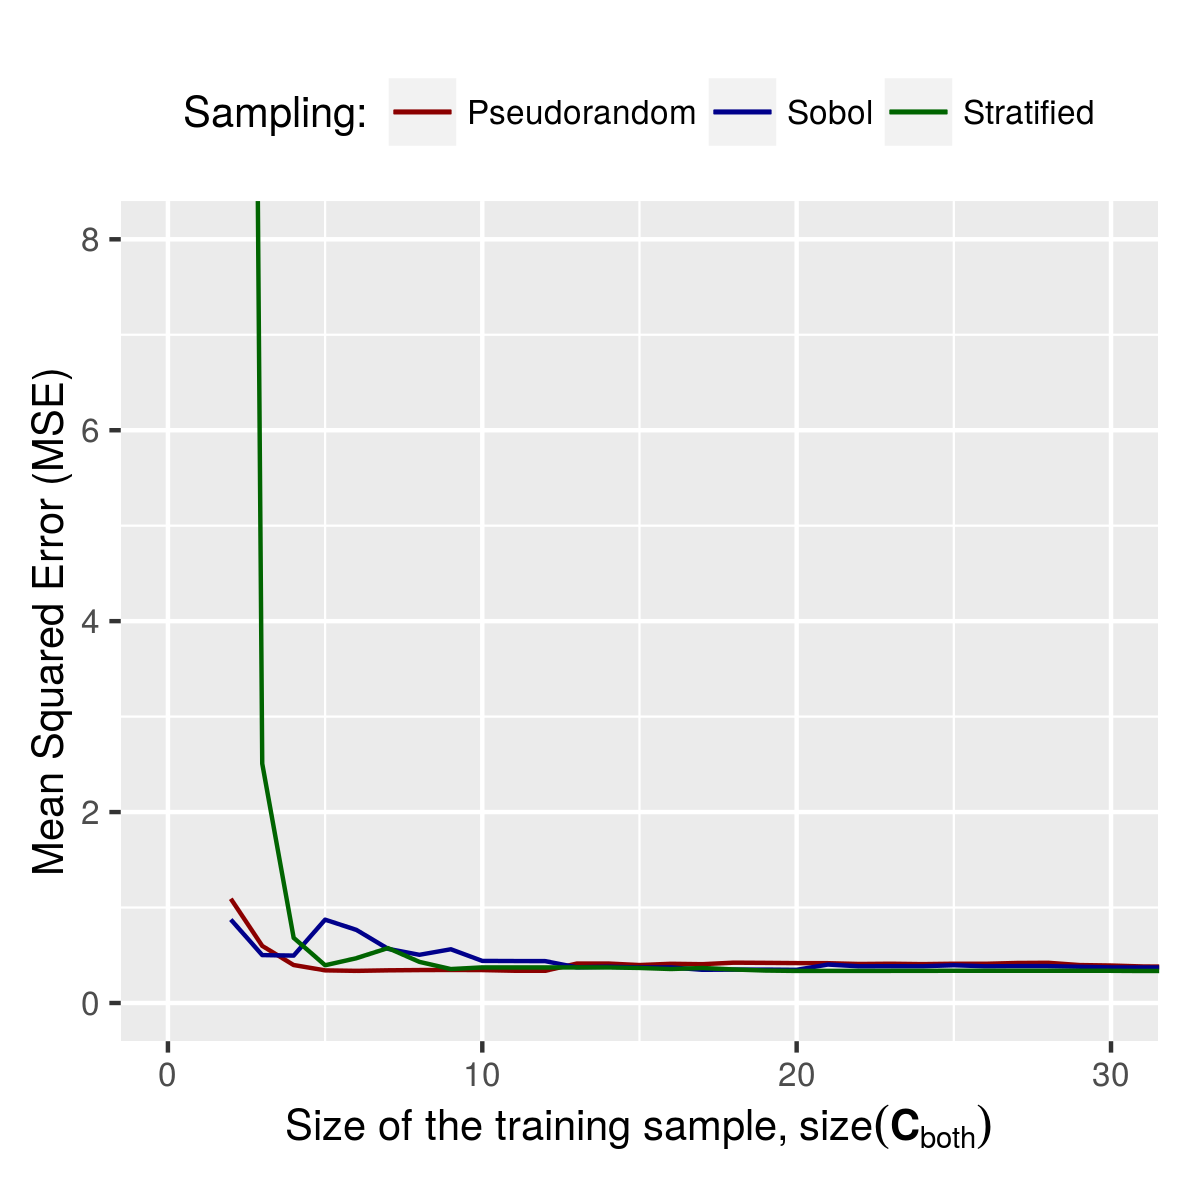 Sampling: Pseudorandom Sobol Stratified
8
6
4
2
0
Mean Squared Error (MSE)
0 10 20 30
Size of the training sample, size(C_both)